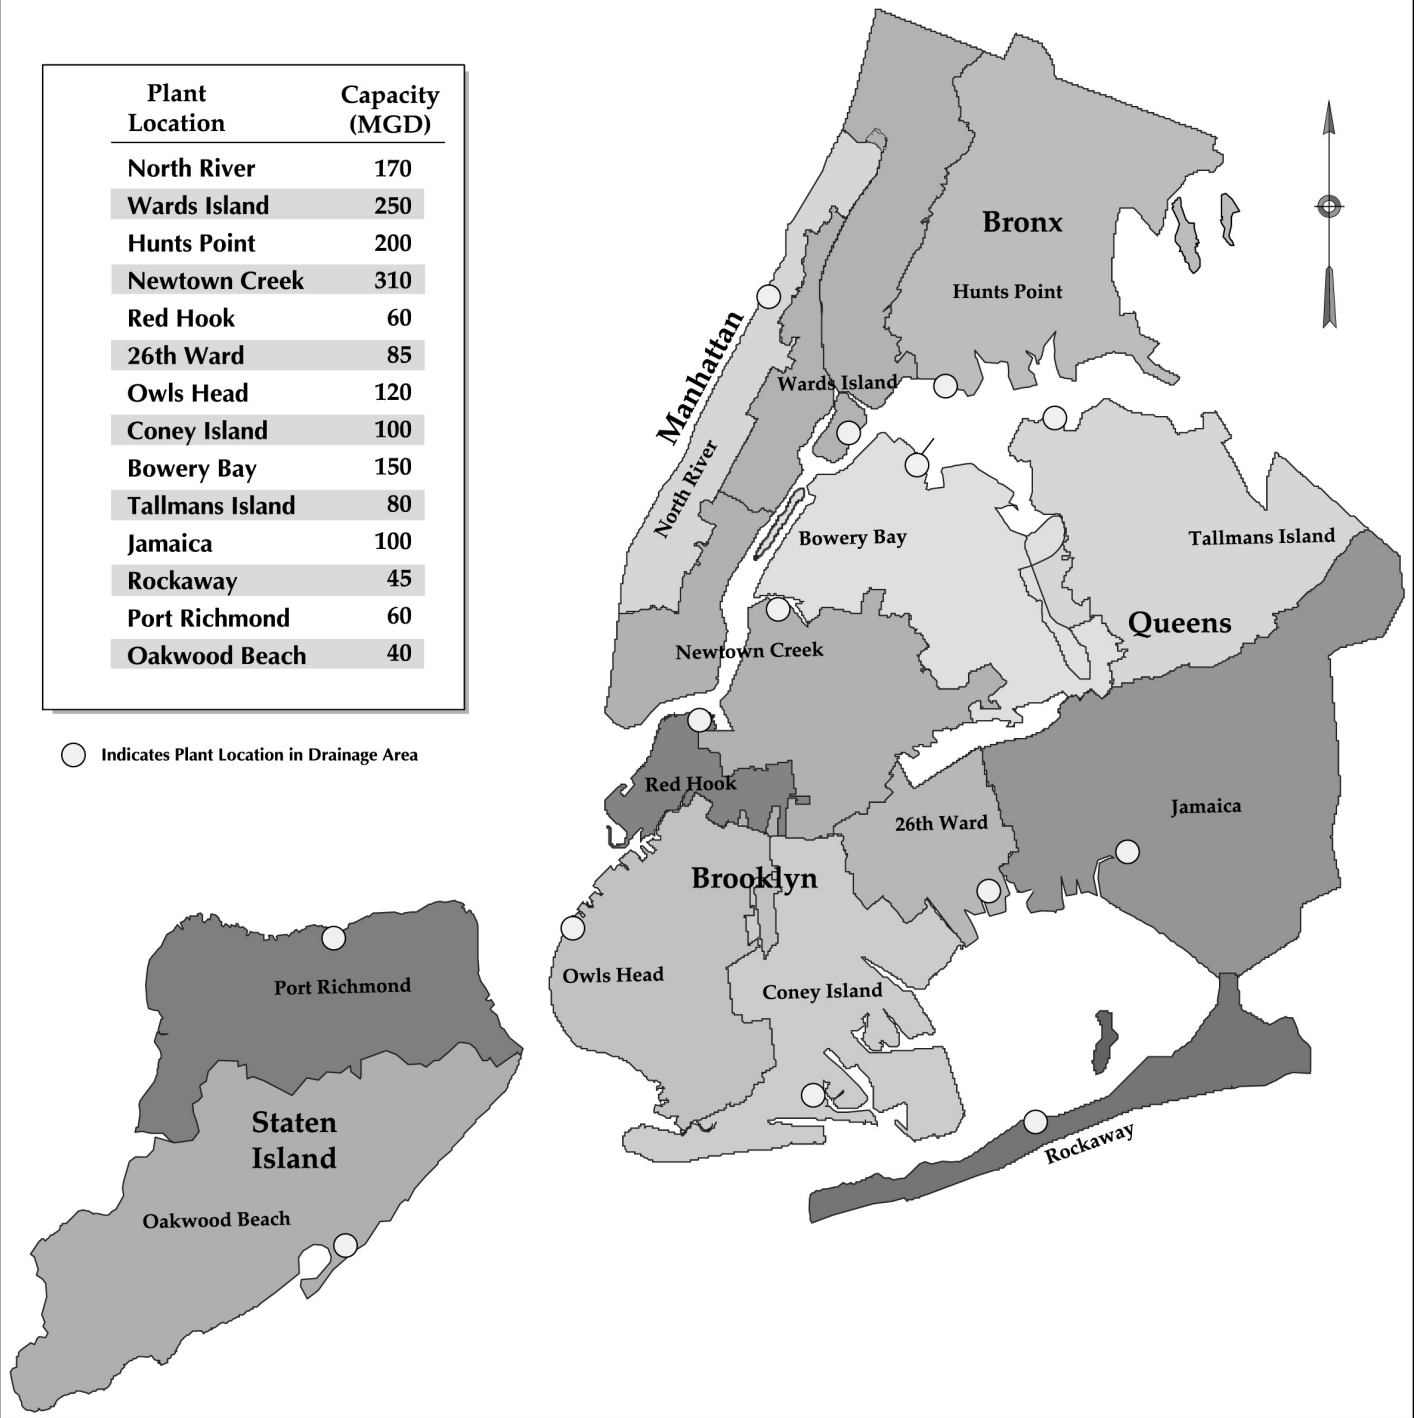 Plant Location
Capacity (MGD)
North River 170
Wards Island 250
Hunts Point 200
Newtown Creek 310
Red Hook 60
26th Ward 85
Owls Head 120
Coney Island 100
Bowery Bay 150
Tallmans Island 80
Jamaica 100
Rockaway 45
Port Richmond 60
Oakwood Beach 40
Indicates Plant Location in Drainage Area
Bronx
Hunts Point
Manhattan
Wards Island
North River
Bowery Bay
Tallmans Island
Queens
Newtown Creek
Red Hook
26th Ward
Jamaica
Brooklyn
Owls Head
Coney Island
Port Richmond
Staten
Island
Rockaway
Oakwood Beach